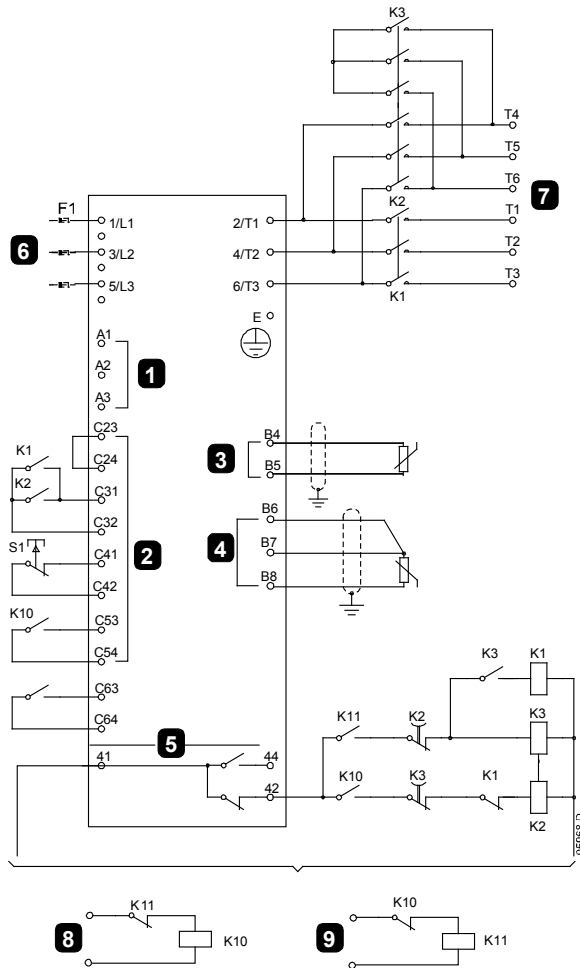 K3
T4
T5
T6
7
F1
1/L1
2/T1
K2
T1
6
3/L2
4/T2
T2
5/L3
6/T3
T3
K1
E
A1
A2
1
A3
C23
B4
K1
C24
3
B5
K2
C31
C32
B6
S1
C41
2
4
B7
C42
B8
K10
C53
C54
C63
K3
K1
C64
K11
K2
K3
5
41
44
42
K10
K3
K1
K2
K11
K10
8
K10
9
K11